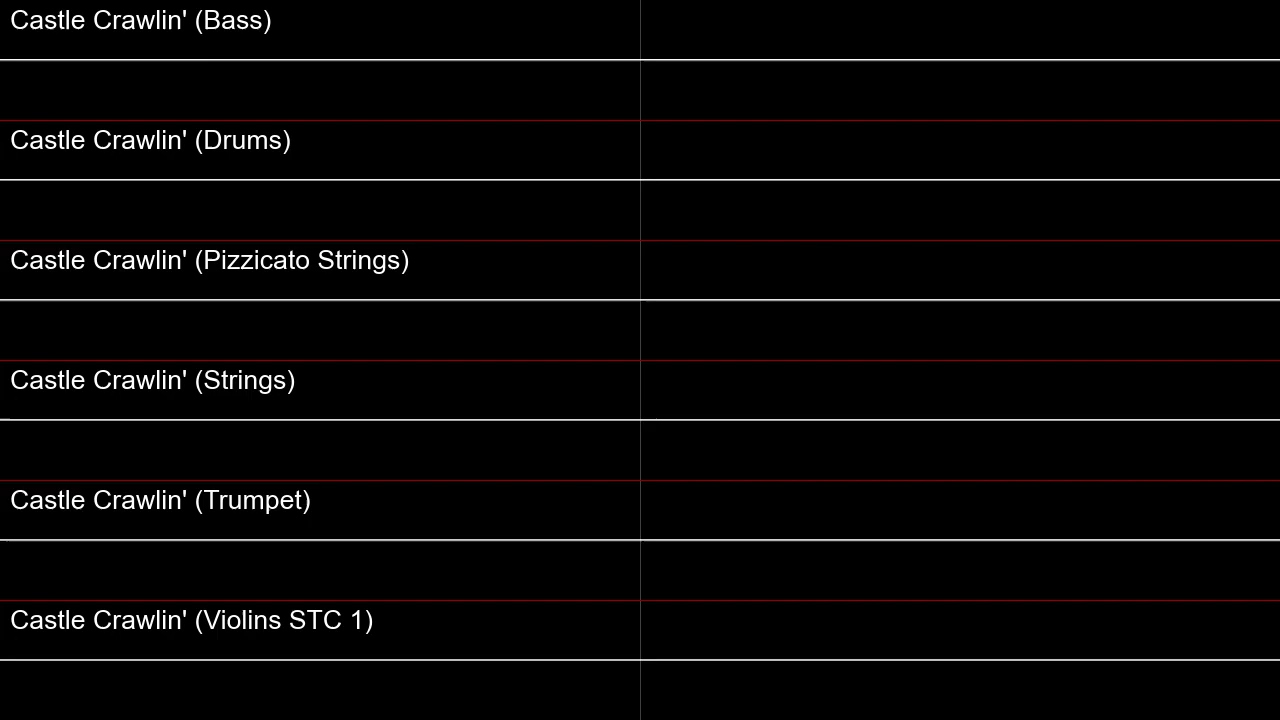 Castle Crawlin' (Bass)
Castle Crawlin' (Drums)
Castle Crawlin' (Pizzicato Strings)
Castle Crawlin' (Strings)
Castle Crawlin' (Trumpet)
Castle Crawlin' (Violins STC 1)